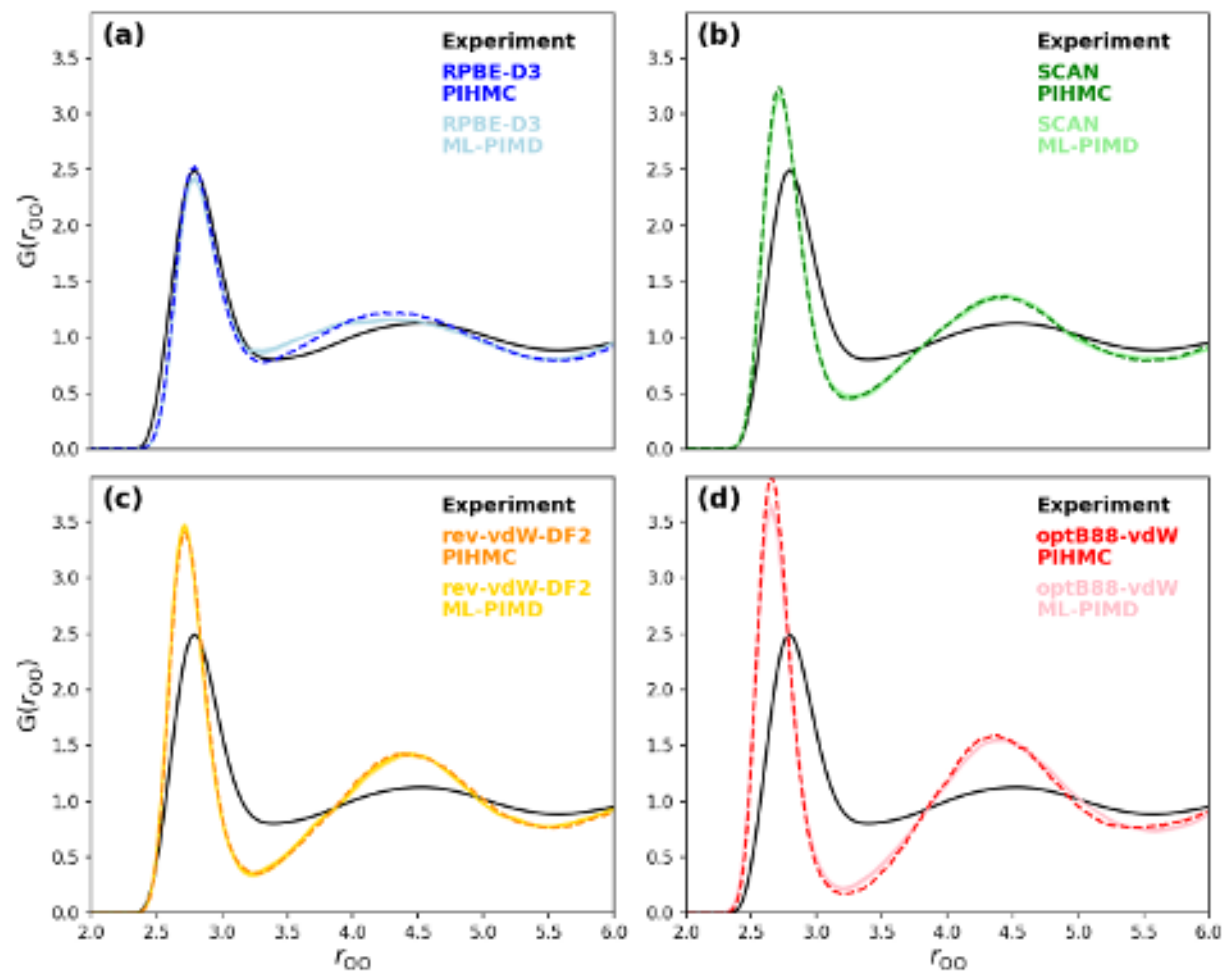 (a)
Experiment
RPBE-D3
PIHMC
RPBE-D3
ML-PIMD
G(rOO)
3.5
3.0
2.5
2.0
1.5
1.0
0.5
0.0
(b)
Experiment
SCAN
PIHMC
SCAN
ML-PIMD
3.5
3.0
2.5
2.0
1.5
1.0
0.5
0.0
(c)
Experiment
rev-vdW-DF2
PIHMC
rev-vdW-DF2
ML-PIMD
G(rOO)
3.5
3.0
2.5
2.0
1.5
1.0
0.5
0.0
2.0 2.5 3.0 3.5 4.0 4.5 5.0 5.5 6.0
rOO
(d)
Experiment
optB88-vdW
PIHMC
optB88-vdW
ML-PIMD
3.5
3.0
2.5
2.0
1.5
1.0
0.5
0.0
2.0 2.5 3.0 3.5 4.0 4.5 5.0 5.5 6.0
rOO